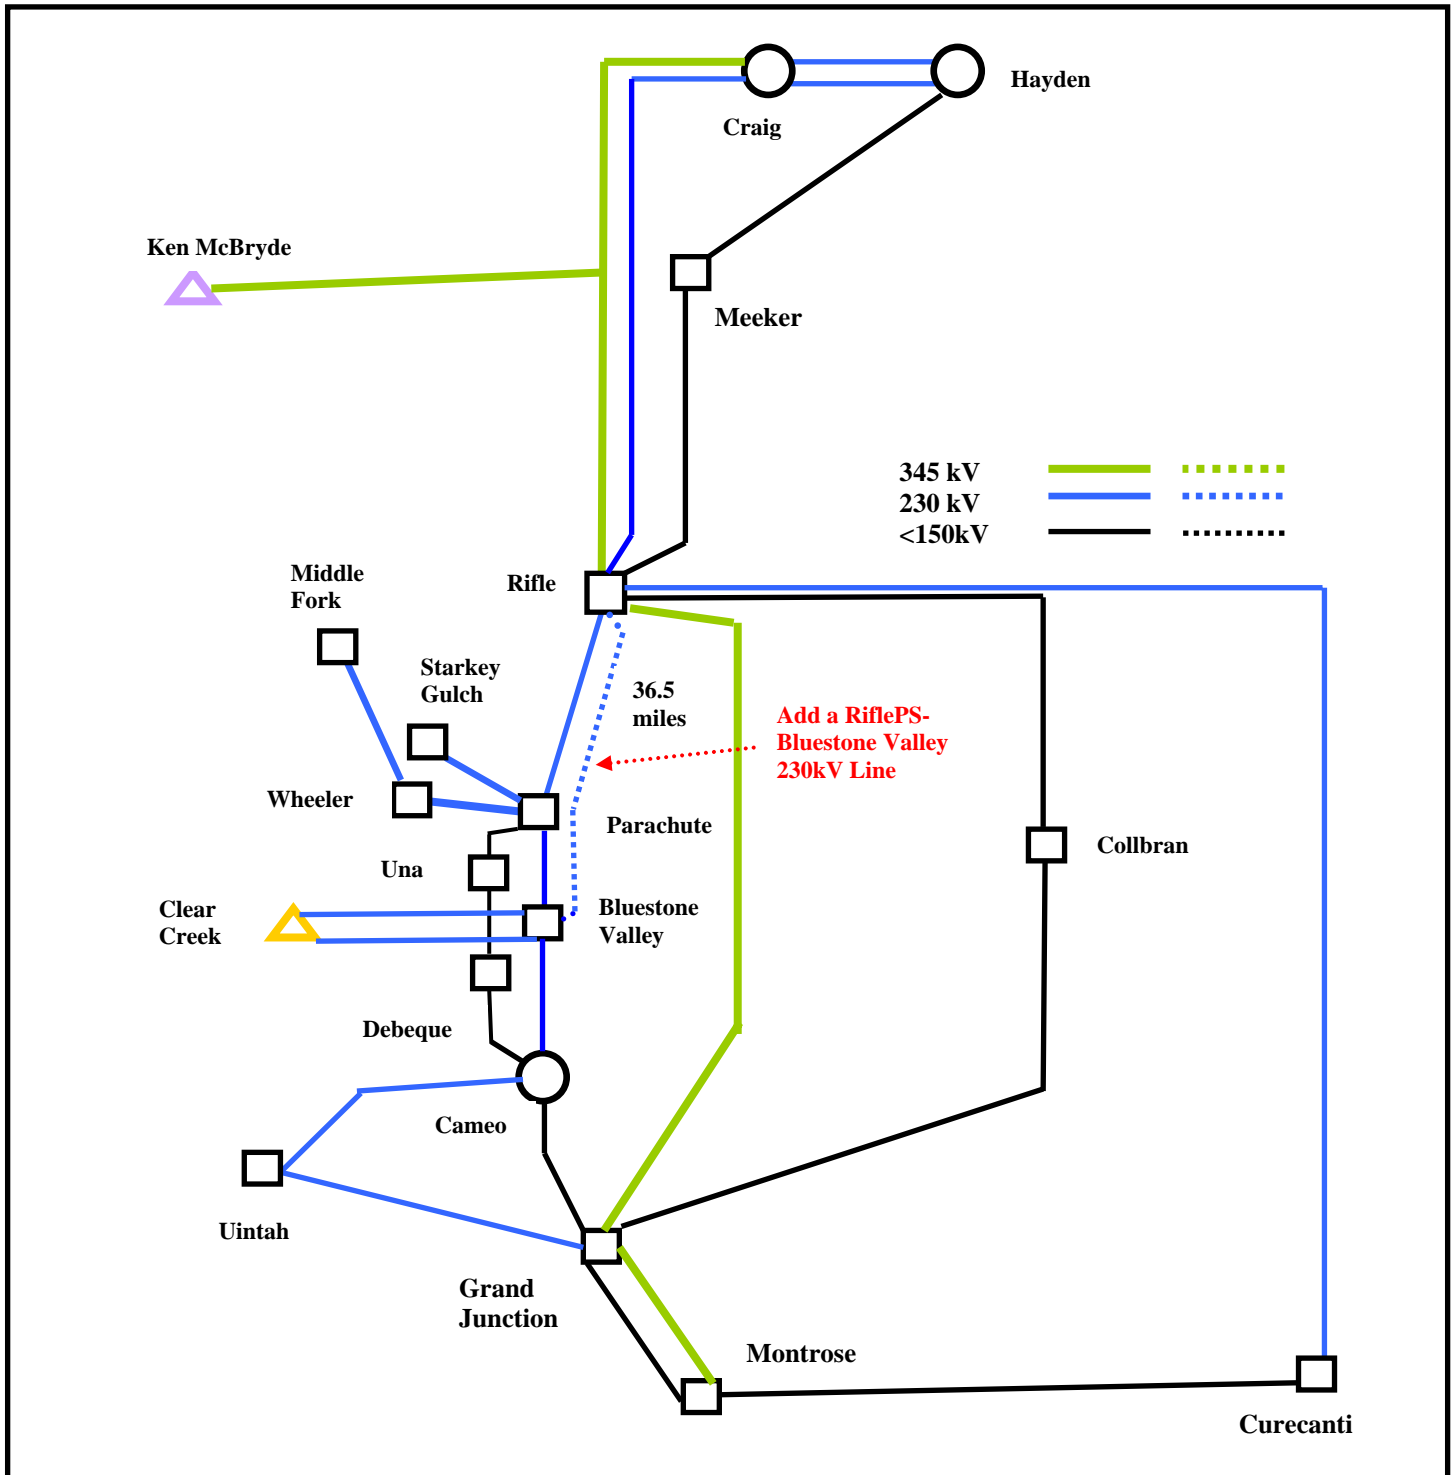 Hayden
Craig
Ken McBryde
Meeker
345 kV
230 kV
<150kV
Middle
Fork
Rifle
Starkey
Gulch
36.5
miles
Add a RiflePS-
Bluestone Valley
230kV Line
Wheeler
Parachute
Una
Collbran
Clear
Creek
Bluestone
Valley
Debeque
Cameo
Uintah
Grand
Junction
Montrose
Curecanti